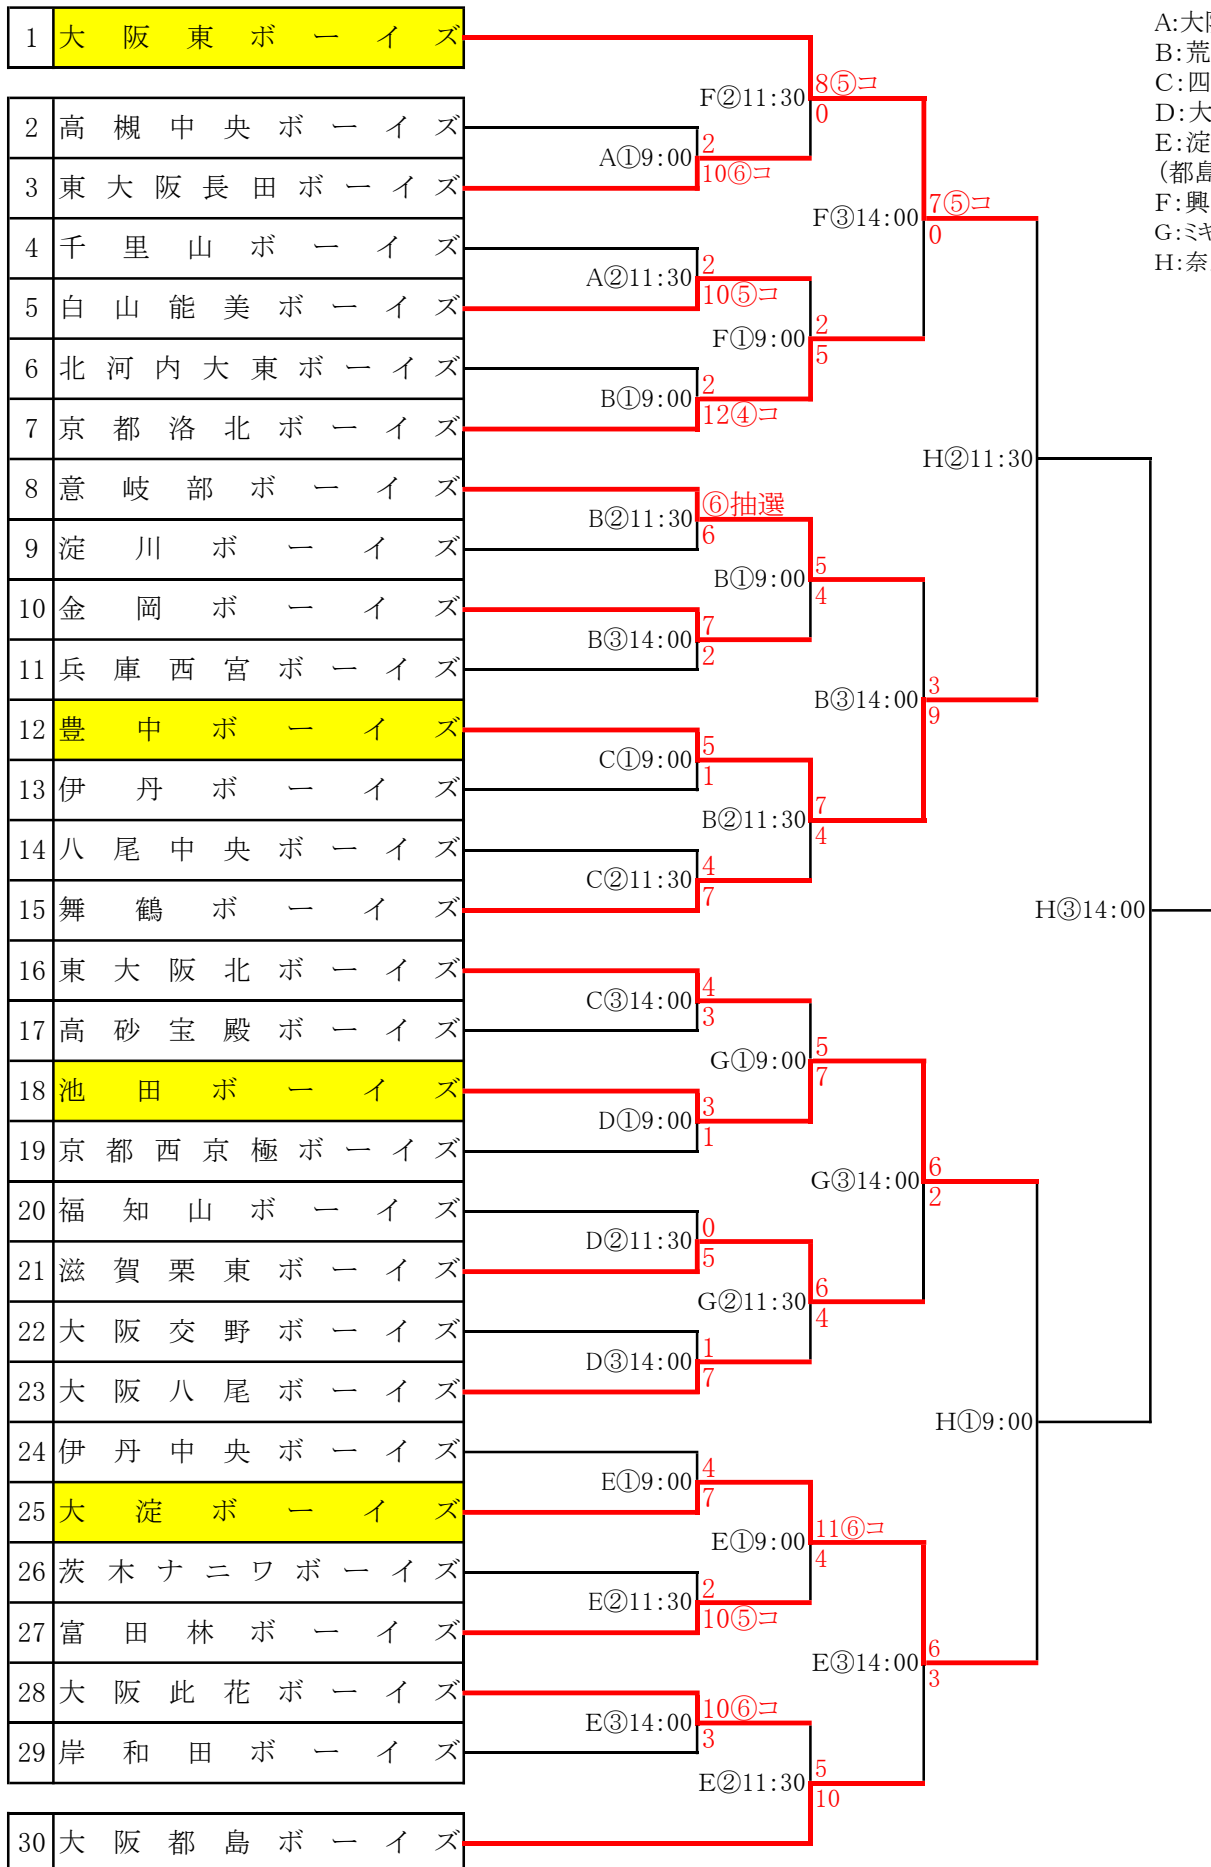 1 大阪東ボーイズ
2 高槻中央ボーイズ
3 東大阪長田ボーイズ
4 千里山ボーイズ
5 白山能美ボーイズ
6 北河内大東ボーイズ
7 京都洛北ボーイズ
8 意岐部ボーイズ
9 淀川ボーイズ
10 金岡ボーイズ
11 兵庫西宮ボーイズ
12 豊中ボーイズ
13 伊丹ボーイズ
14 八尾中央ボーイズ
15 舞鶴ボーイズ
16 東大阪北ボーイズ
17 高砂宝殿ボーイズ
18 池田ボーイズ
19 京都西京極ボーイズ
20 福知山ボーイズ
21 滋賀栗東ボーイズ
22 大阪交野ボーイズ
23 大阪八尾ボーイズ
24 伊丹中央ボーイズ
25 大淀ボーイズ
26 茨木ナニワボーイズ
27 富田林ボーイズ
28 大阪此花ボーイズ
29 岸和田ボーイズ
30 大阪都島ボーイズ
A①9:00
2
10⑥コ
A②11:30
2
10⑤コ
B①9:00
2
12④コ
B②11:30
⑥抽選
6
B③14:00
7
2
C①9:00
5
1
C②11:30
4
7
C③14:00
4
3
D①9:00
3
1
D②11:30
0
5
D③14:00
1
7
E①9:00
4
7
E②11:30
2
10⑤コ
E③14:00
10⑥コ
3
F②11:30
8⑤コ
0
F①9:00
2
5
B①9:00
5
4
B②11:30
7
4
G①9:00
5
7
G②11:30
6
4
E①9:00
11⑥コ
4
E②11:30
5
10
F③14:00
7⑤コ
0
B③14:00
3
9
G③14:00
6
2
E③14:00
6
3
H②11:30
H①9:00
H③14:00
A:大阪
B:荒
C:四
D:大
E:淀
(都島
F:興
G:ミヤ
H:奈